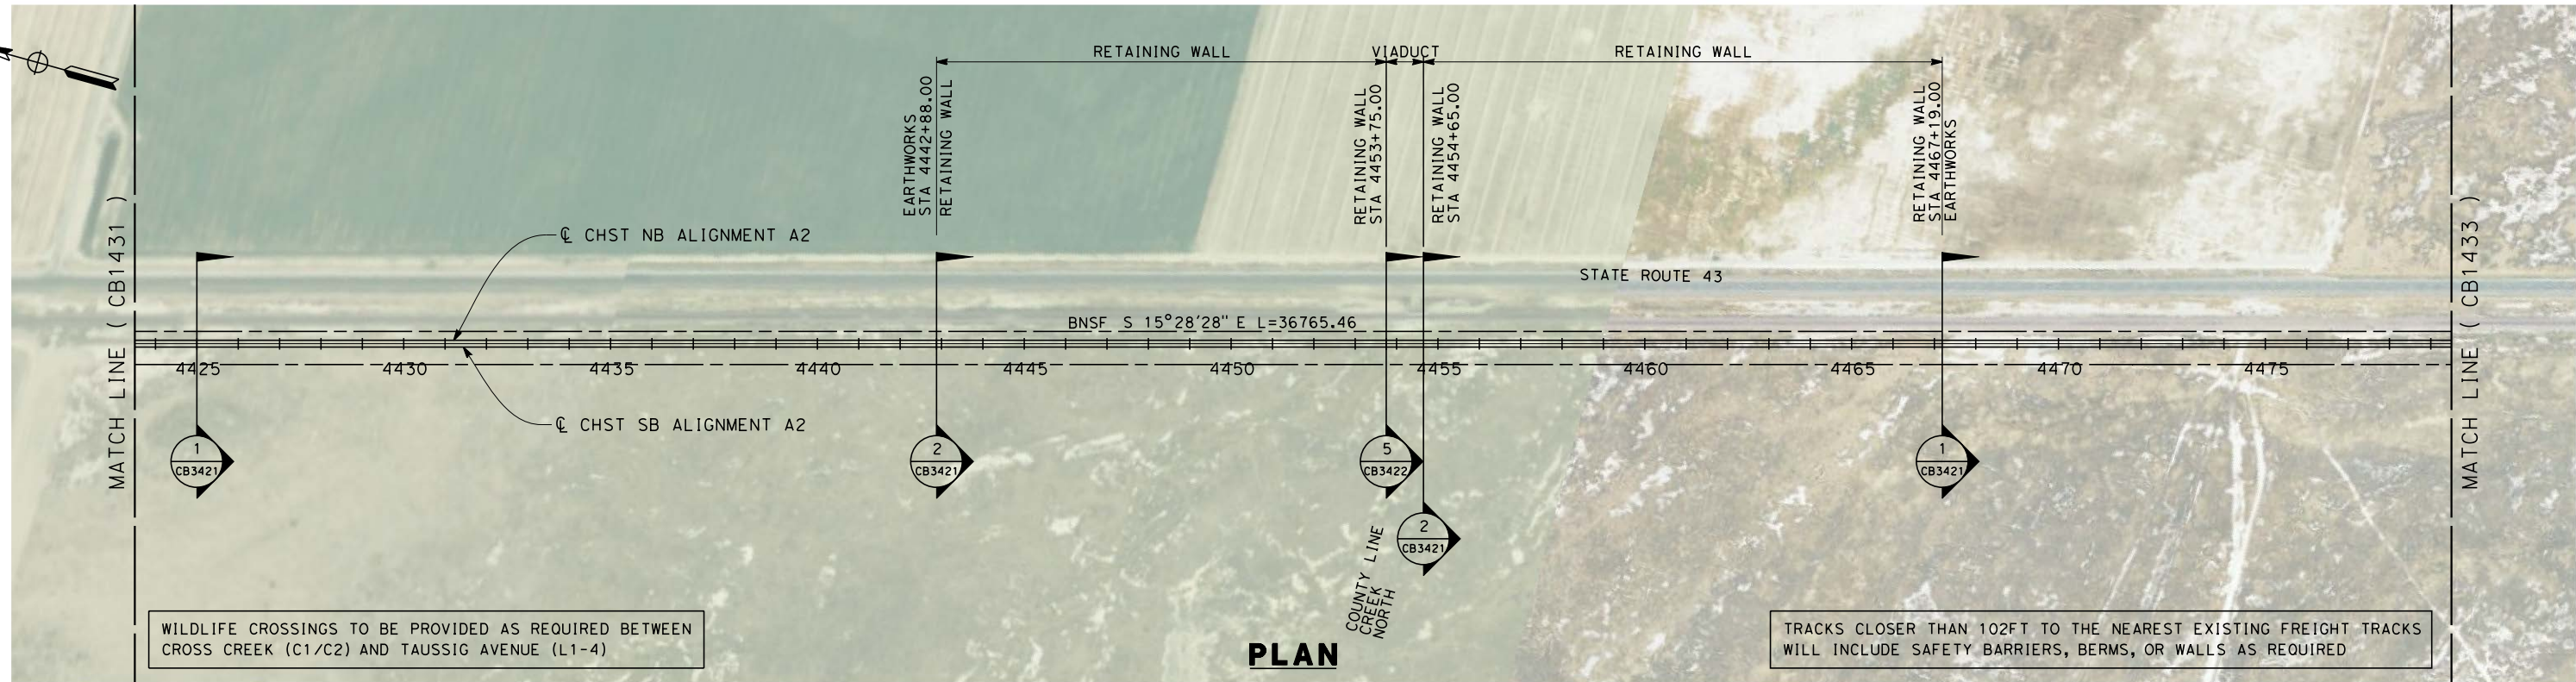 RETAINING WALL
VIADUCT
RETAINING WALL
EARTHWORKS
STA 4442+88.00
RETAINING WALL
RETAINING WALL
STA 4453+75.00
RETAINING WALL
STA 4454+65.00
RETAINING WALL
STA 4467+19.00
EARTHWORKS
MATCH LINE ( CB1431 )
MATCH LINE ( CB1433 )
℄ CHST NB ALIGNMENT A2
STATE ROUTE 43
BNSF S 15°28'28" E L=36765.46
4425 4430 4435 4440 4445 4450 4455 4460 4465 4470 4475
℄ CHST SB ALIGNMENT A2
1
CB3421
2
CB3421
5
CB3422
2
CB3421
1
CB3421
COUNTY LINE
CREEK
NORTH
WILDLIFE CROSSINGS TO BE PROVIDED AS REQUIRED BETWEEN
CROSS CREEK (C1/C2) AND TAUSSIG AVENUE (L1-4)
PLAN
TRACKS CLOSER THAN 102FT TO THE NEAREST EXISTING FREIGHT TRACKS
WILL INCLUDE SAFETY BARRIERS, BERMS, OR WALLS AS REQUIRED